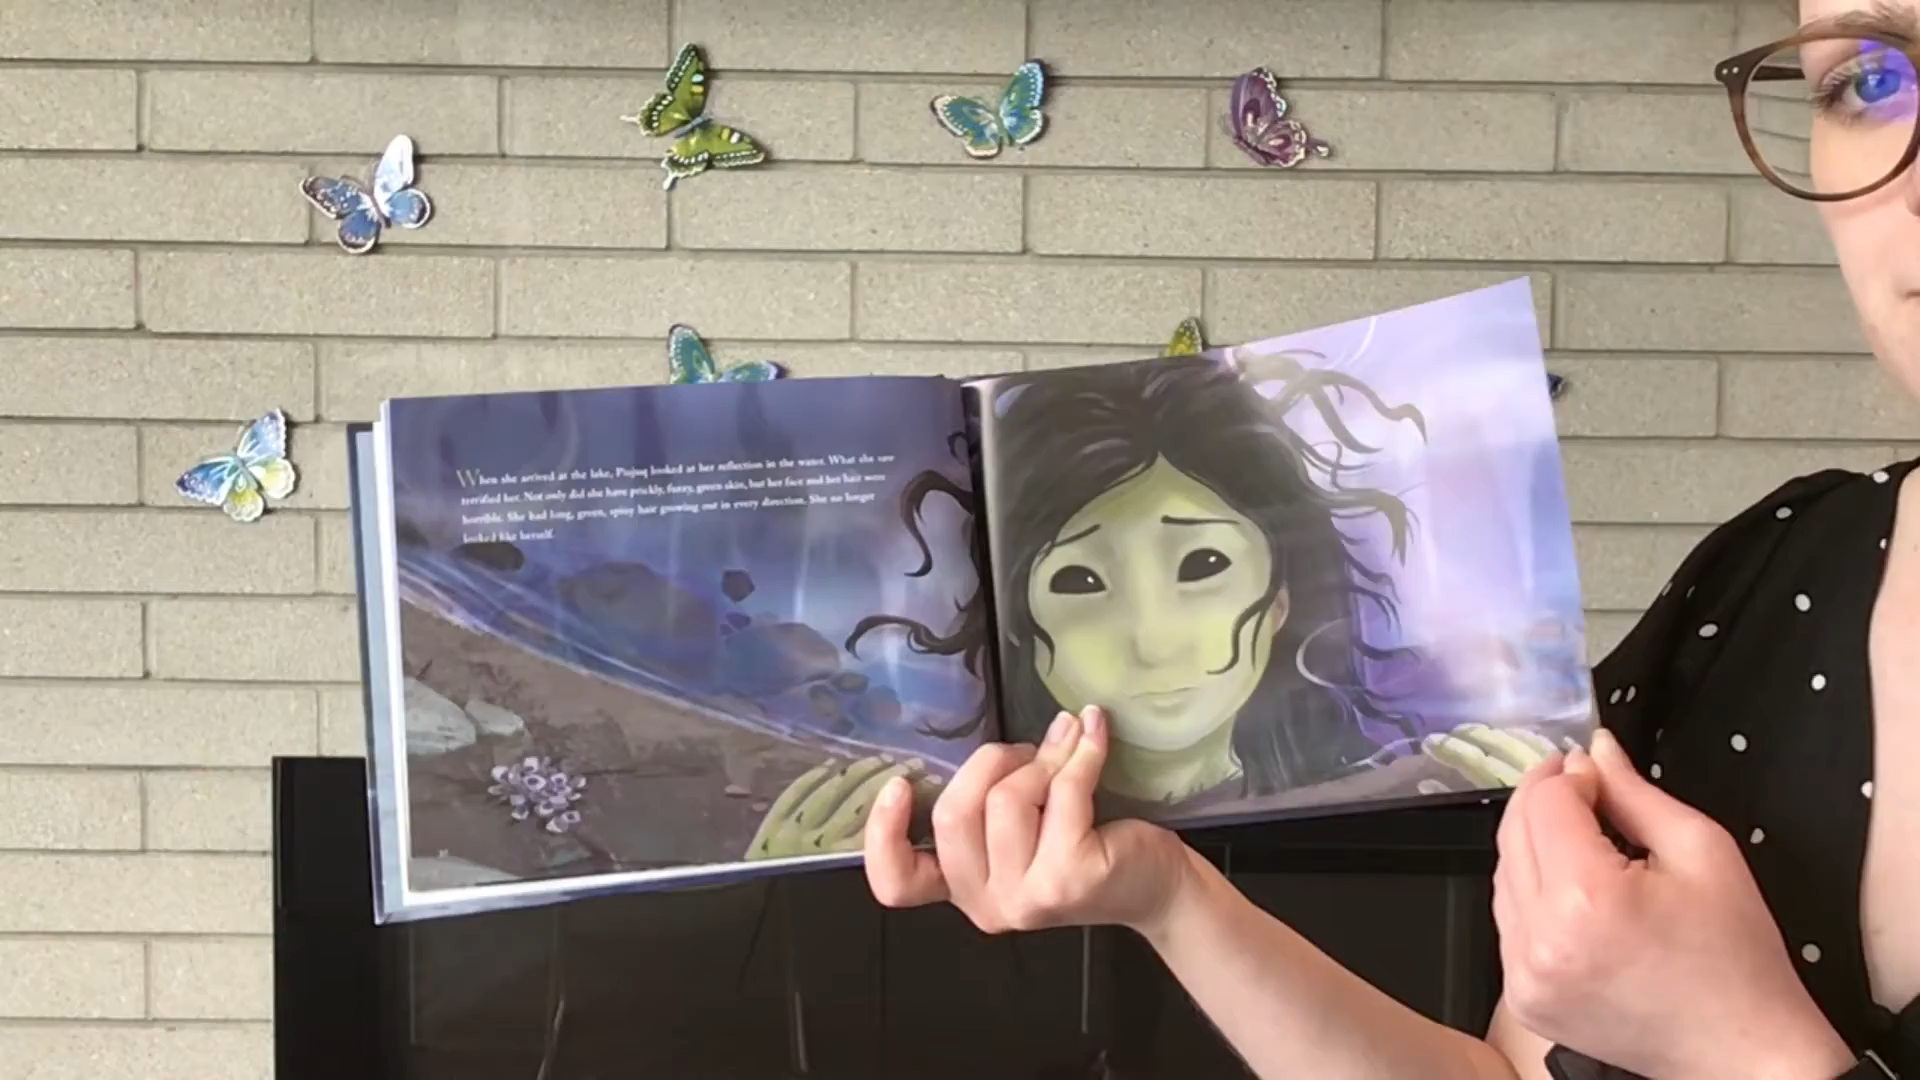 When she arrived at the lake, Piujuq looked at her reflection in the water. What she saw
terrified her. Not only did she have prickly, fuzzy, green skin, but her face and her hair were
horrible. She had long, green, spiny hair growing out in every direction. She no longer
looked like herself.